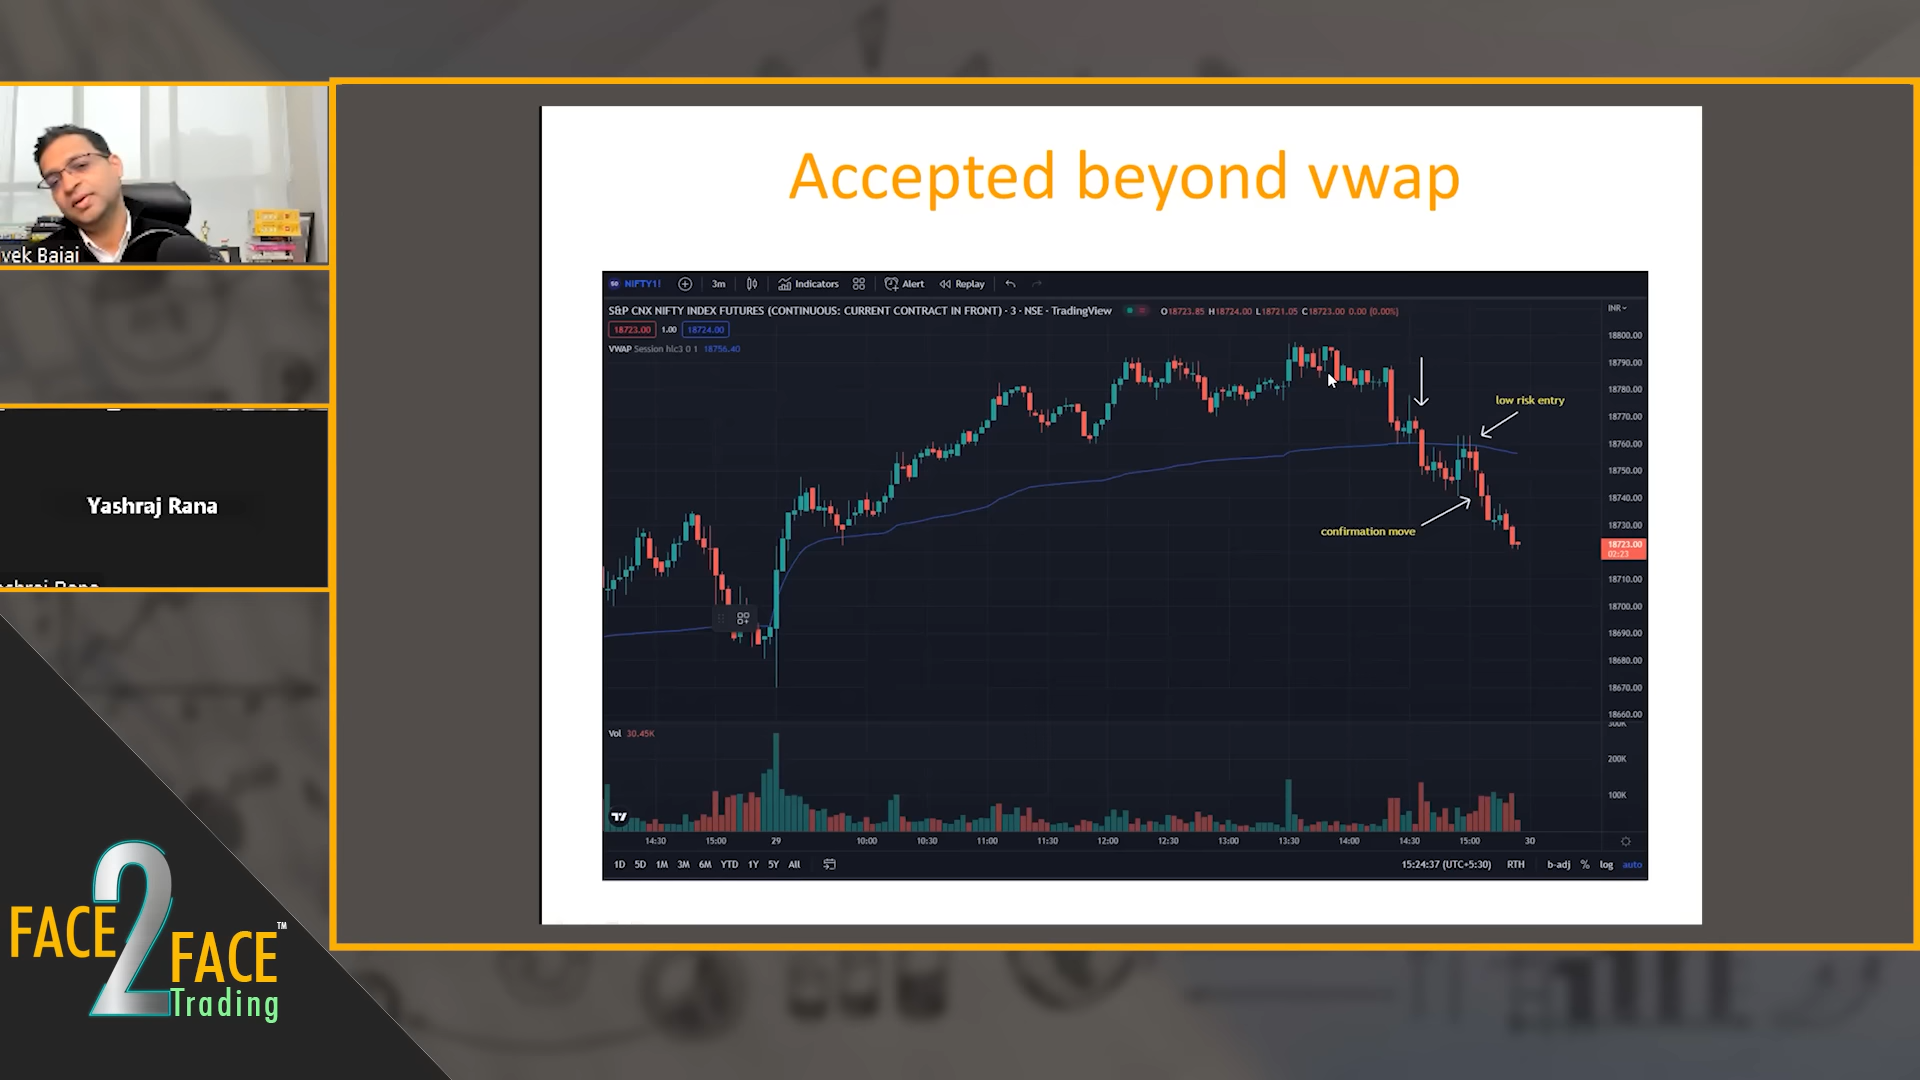 Accepted beyond vwap
vek Bajaj
Yashraj Rana
FACE 2 FACE™
Trading
NIFTY1! 3m Indicators Alert Replay
S&P CNX NIFTY INDEX FUTURES (CONTINUOUS: CURRENT CONTRACT IN FRONT) · 3 · NSE · TradingView O18723.85 H18724.00 L18721.05 C18723.00 0.00 (0.00%)
INR
18723.00 1.00 18724.00
VWAP Session hlc3 0 1 18756.40
18800.00
18790.00
18780.00
18770.00
18760.00
18750.00
18740.00
18730.00
18723.00
02:23
18710.00
18700.00
18690.00
18680.00
18670.00
18660.00
low risk entry
confirmation move
Vol 30.45K
300K
200K
100K
14:30 15:00 29 10:00 10:30 11:00 11:30 12:00 12:30 13:00 13:30 14:00 14:30 15:00 30
1D 5D 1M 3M 6M YTD 1Y 5Y All 15:24:37 (UTC+5:30) RTH b-adj % log auto